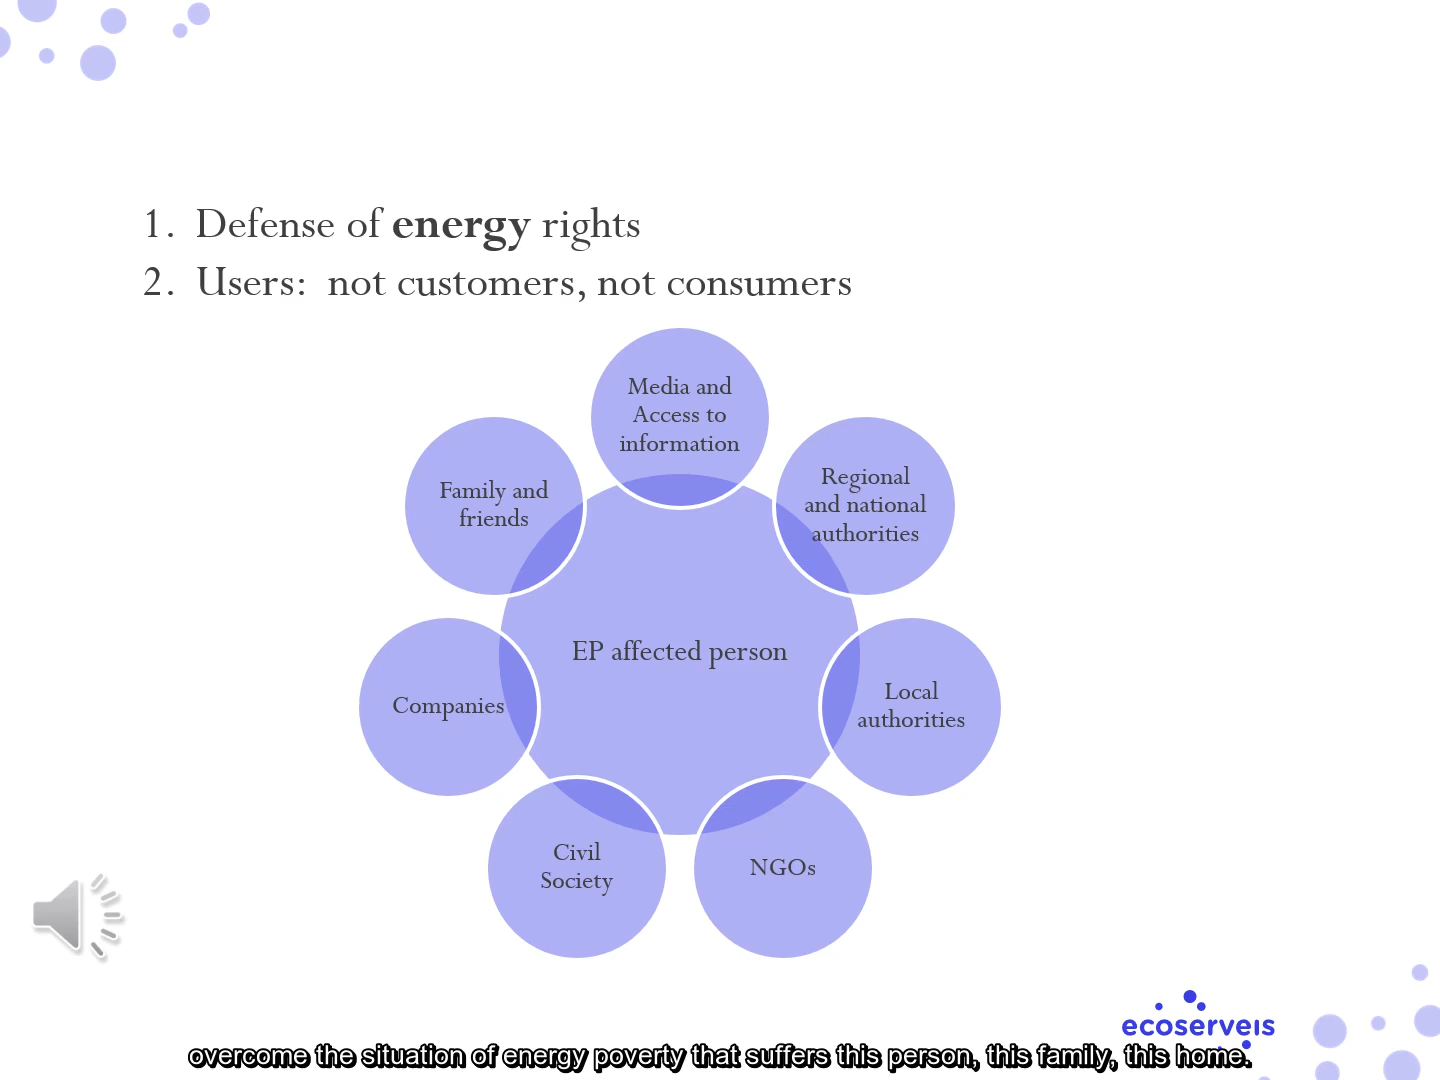 1. Defense of energy rights
2. Users: not customers, not consumers
Media and
Access to
information
Family and
friends
Regional
and national
authorities
EP affected person
Companies
Local
authorities
Civil
Society
NGOs
ecoserveis
overcome the situation of energy poverty that suffers this person, this family, this home.